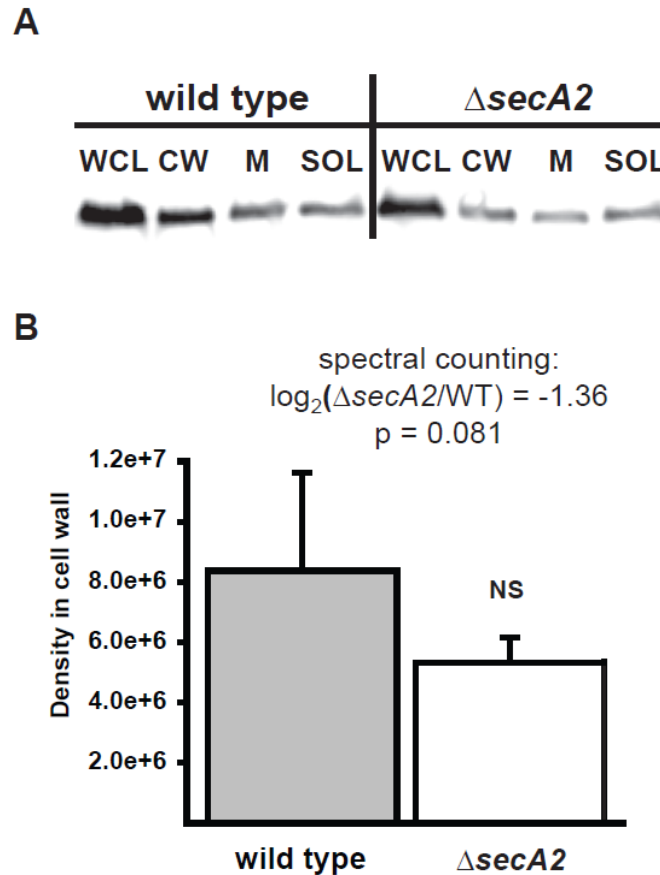 A
wild type ΔsecA2
WCL CW M SOL WCL CW M SOL
B
spectral counting:
log₂(ΔsecA2/WT) = -1.36
p = 0.081
Density in cell wall
1.2e+7
1.0e+7
8.0e+6
6.0e+6
4.0e+6
2.0e+6
NS
wild type ΔsecA2